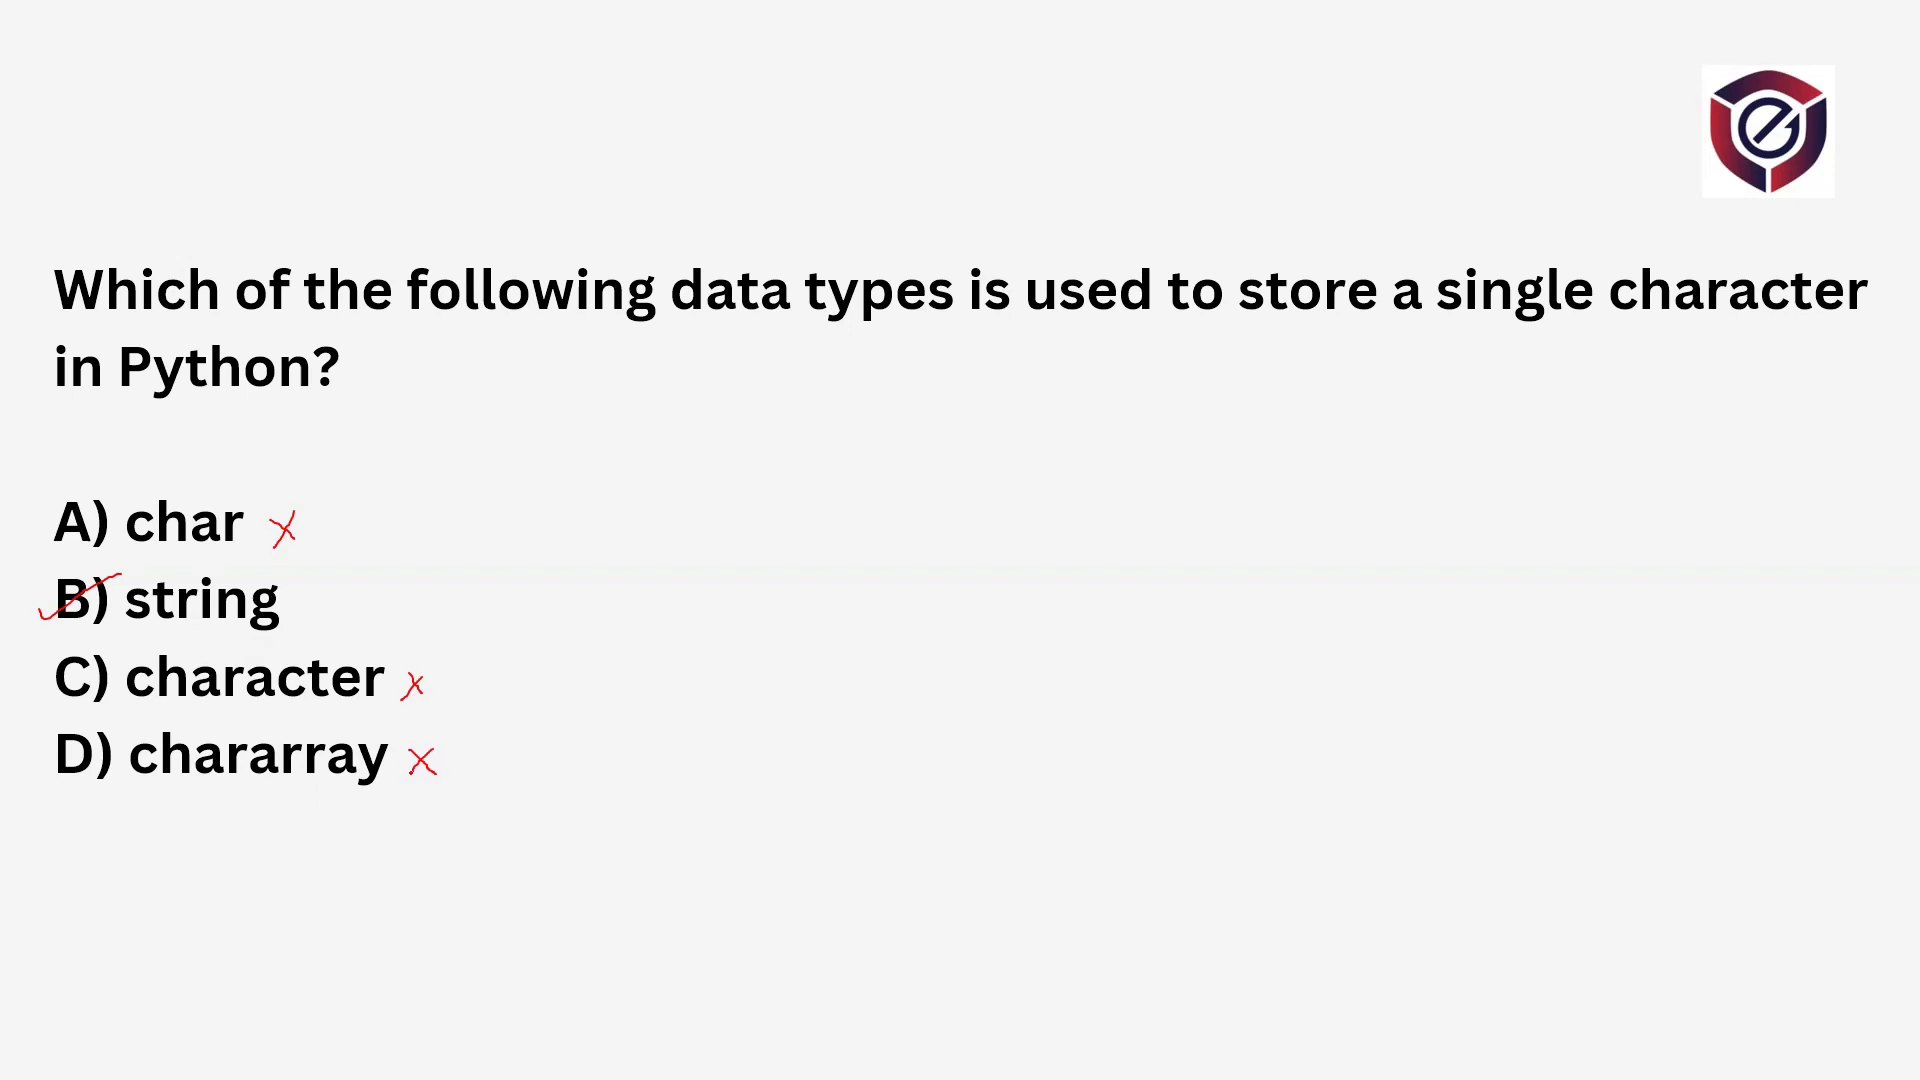 Which of the following data types is used to store a single character
in Python?
A) char
B) string
C) character
D) chararray